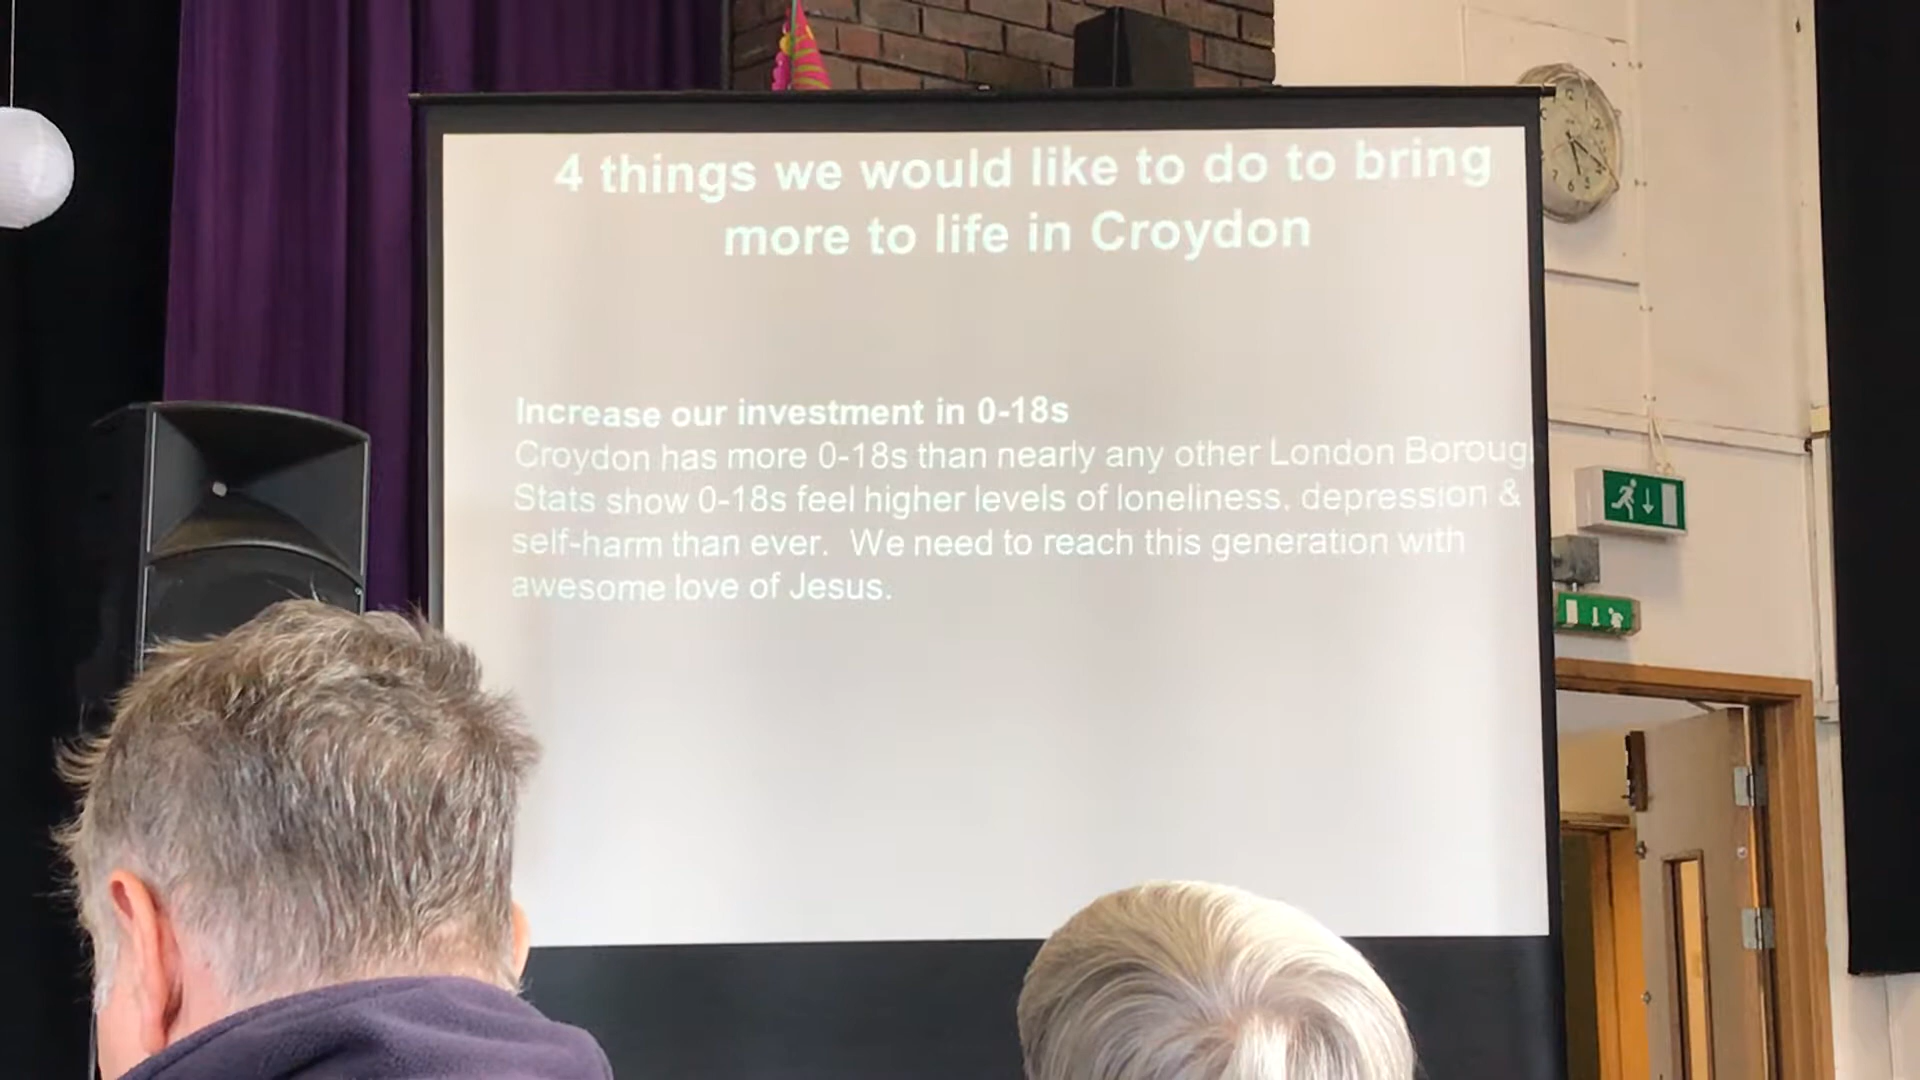 4 things we would like to do to bring
more to life in Croydon
Increase our investment in 0-18s
Croydon has more 0-18s than nearly any other London Boroug
Stats show 0-18s feel higher levels of loneliness, depression &
self-harm than ever. We need to reach this generation with
awesome love of Jesus.